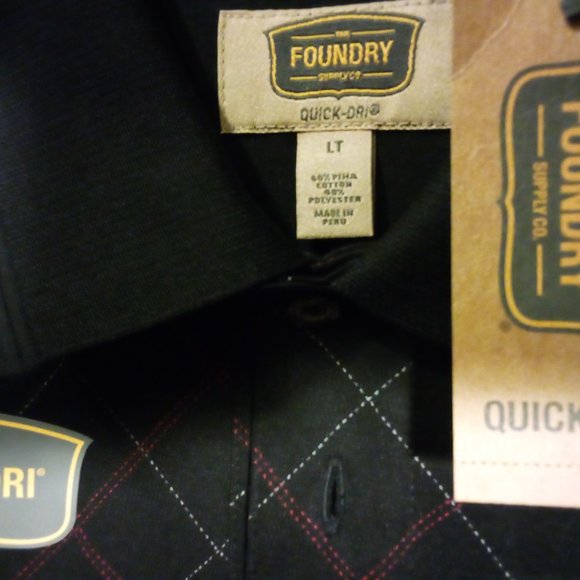 THE
FOUNDRY
SUPPLY CO.
QUICK-DRI®
LT
60% PIMA
COTTON
40%
POLYESTER
MADE IN
PERU
FOUNDRY
SUPPLY CO.
®
QUICK
DRI®